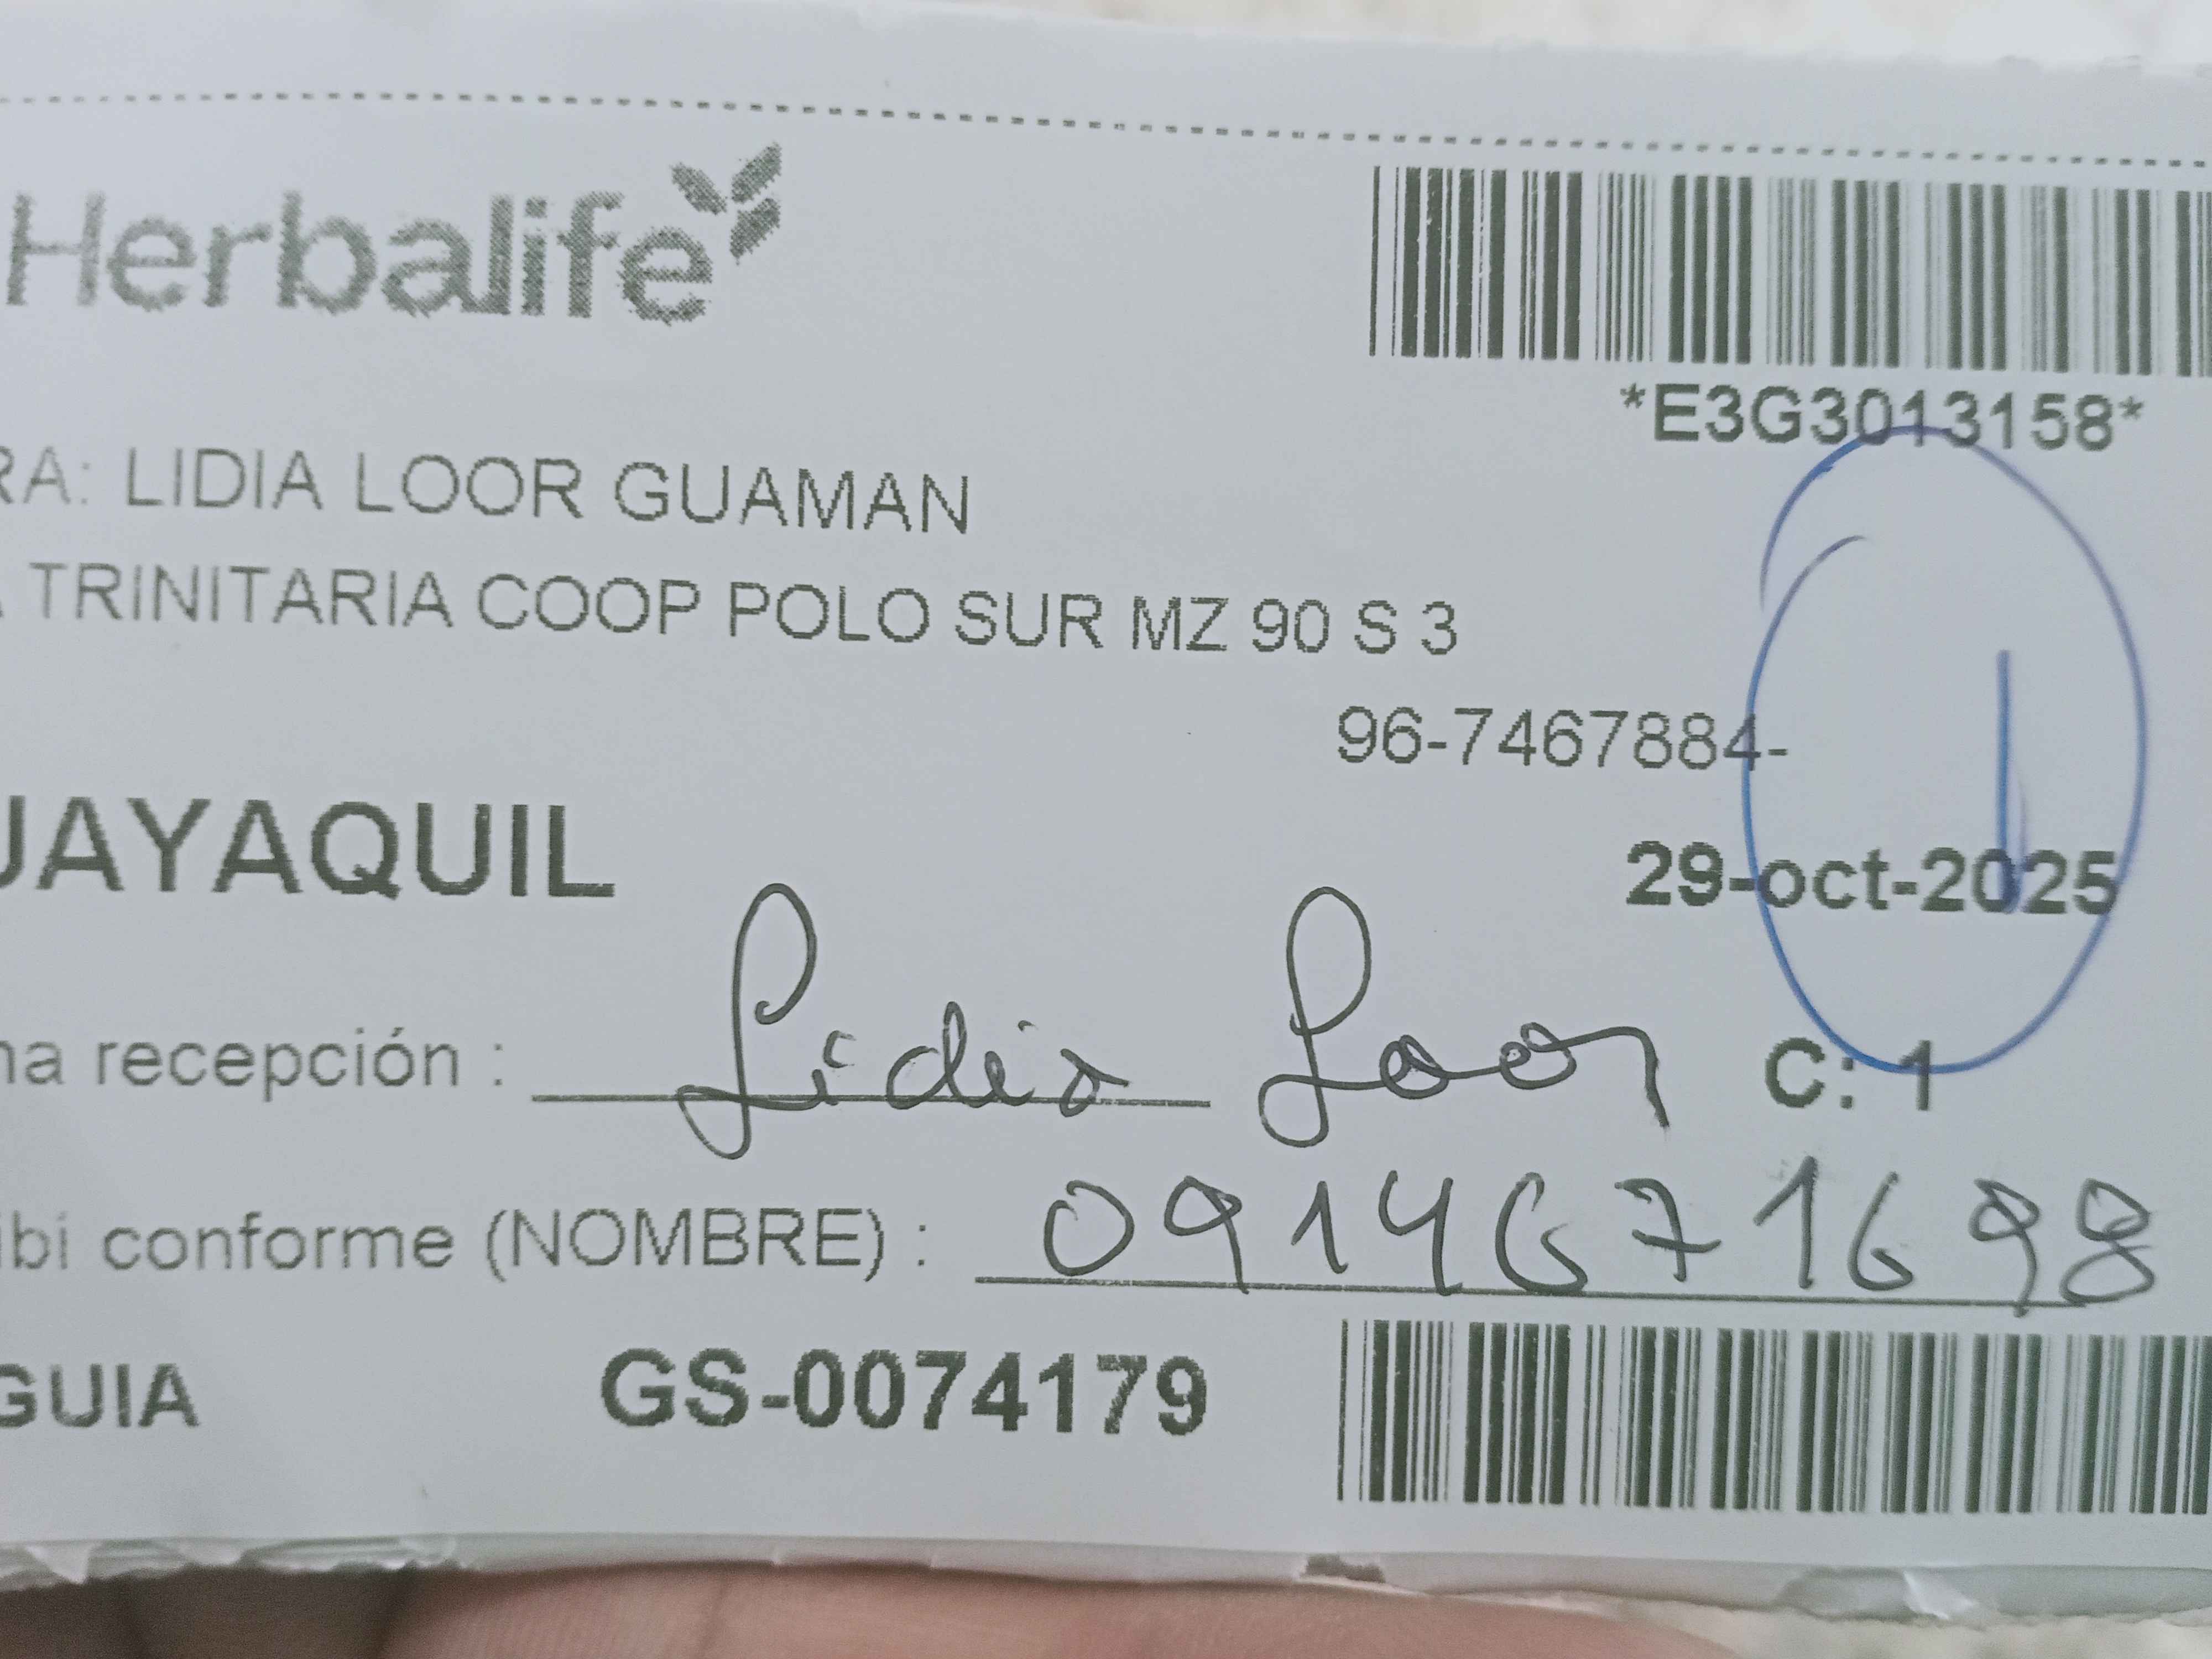 Herbalife
*E3G3013158*
RA: LIDIA LOOR GUAMAN
TRINITARIA COOP POLO SUR MZ 90 S 3
96-7467884-
UAYAQUIL
29-oct-2025
na recepción : Lidia Loor C: 1
ibi conforme (NOMBRE) : 0914671698
GUIA GS-0074179